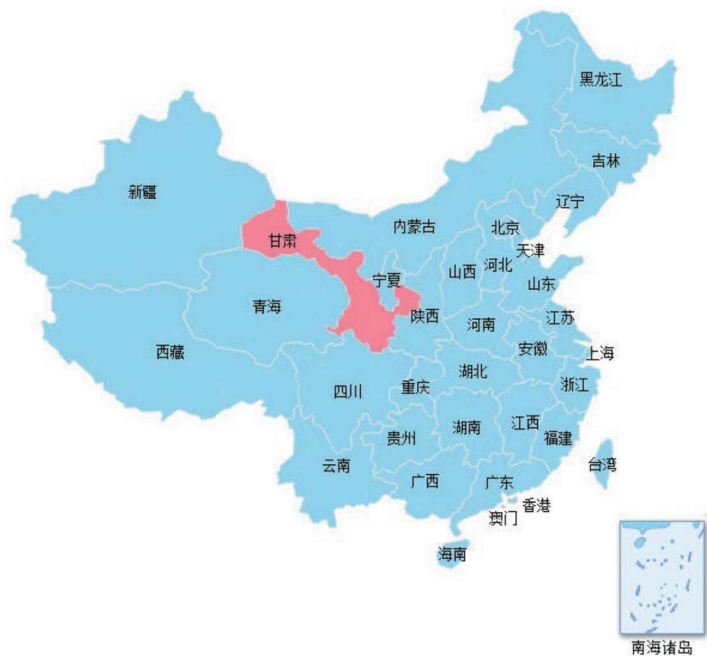 黑龙江
吉林
新疆
辽宁
内蒙古
北京
甘肃
天津
河北
山西
宁夏
山东
青海
陕西
河南
江苏
西藏
安徽
上海
湖北
浙江
四川
重庆
江西
湖南
贵州
福建
云南
台湾
广西
广东
香港
澳门
海南
南海诸岛